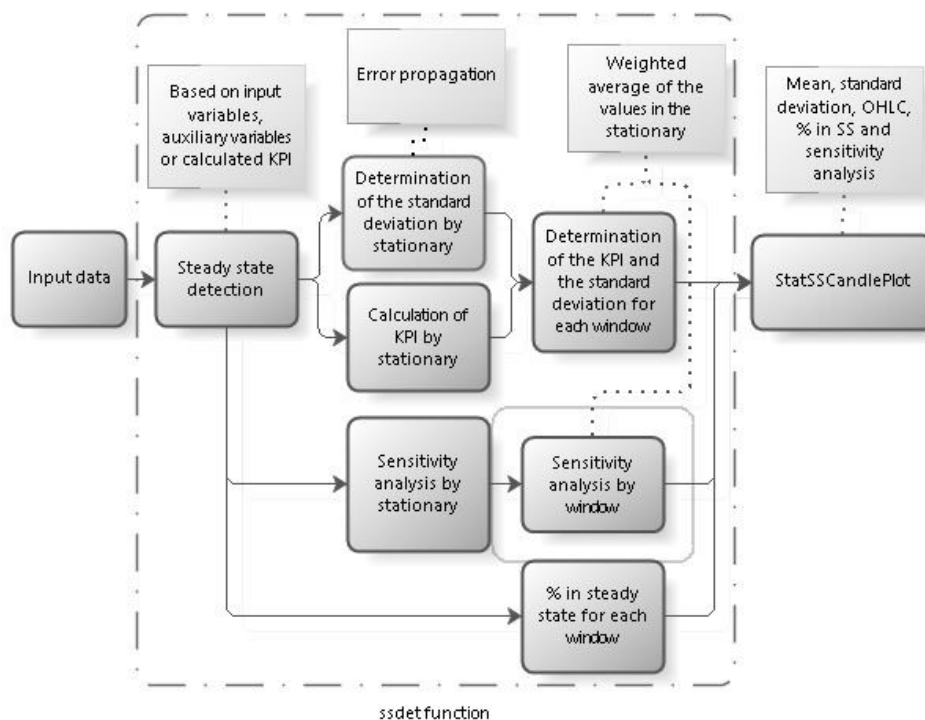 Error propagation
Weighted
average of the
values in the
stationary
Mean, standard
deviation, OHLC,
% in SS and
sensitivity
analysis
Based on input
variables,
auxiliary variables
or calculated KPI
Input data
Steady state
detection
Determination
of the standard
deviation by
stationary
Calculation of
KPI by
stationary
Determination
of the KPI and
the standard
deviation for
each window
StatSSCandlePlot
Sensitivity
analysis by
stationary
Sensitivity
analysis by
window
% in steady
state for each
window
ssdet function